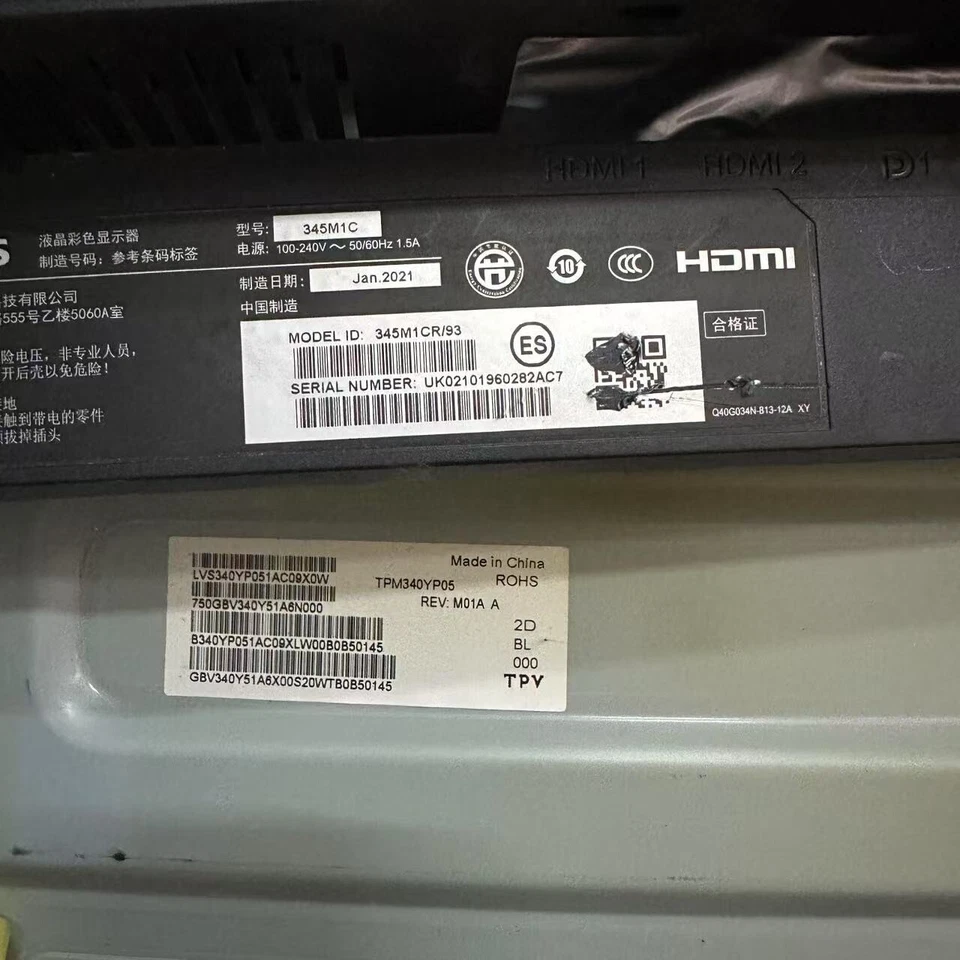 HDMI 1 HDMI 2 DP 1
S
液晶彩色显示器
制造号码：参考条码标签
型号： 345M1C
电源： 100-240V ～ 50/60Hz 1.5A
制造日期： Jan.2021
中国制造
10
CCC
HDMI
技有限公司
555号乙楼5060A室
险电压，非专业人员，
开后壳以免危险！
地
触到带电的零件
拔掉插头
MODEL ID: 345M1CR/93
SERIAL NUMBER: UK02101960282AC7
ES
合格证
Q40G034N-813-12A XY
LVS340YP051AC09X0W
750GBV340Y51A6N000
B340YP051AC09XLW00B0B50145
GBV340Y51A6X00S20WTB0B50145
TPM340YP05
REV: M01A A
Made in China
ROHS
2D
BL
000
TPV